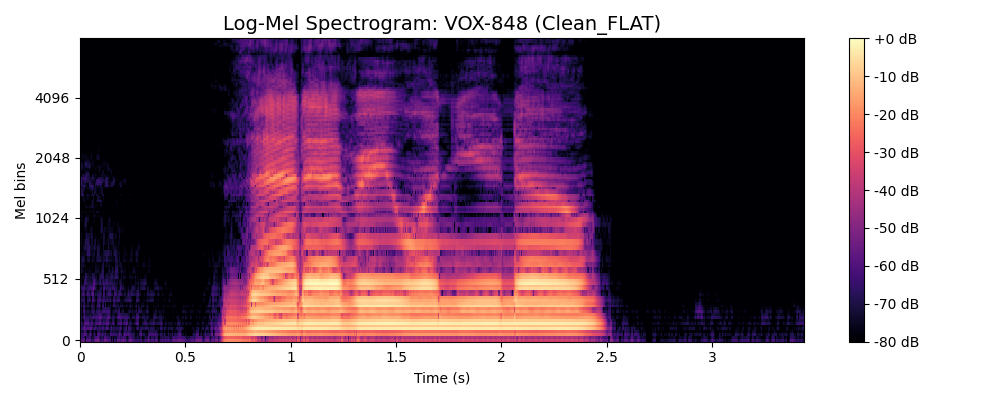 Log-Mel Spectrogram: VOX-848 (Clean_FLAT)
Mel bins
4096
2048
1024
512
0
0
0.5
1
1.5
2
2.5
3
Time (s)
+0 dB
-10 dB
-20 dB
-30 dB
-40 dB
-50 dB
-60 dB
-70 dB
-80 dB